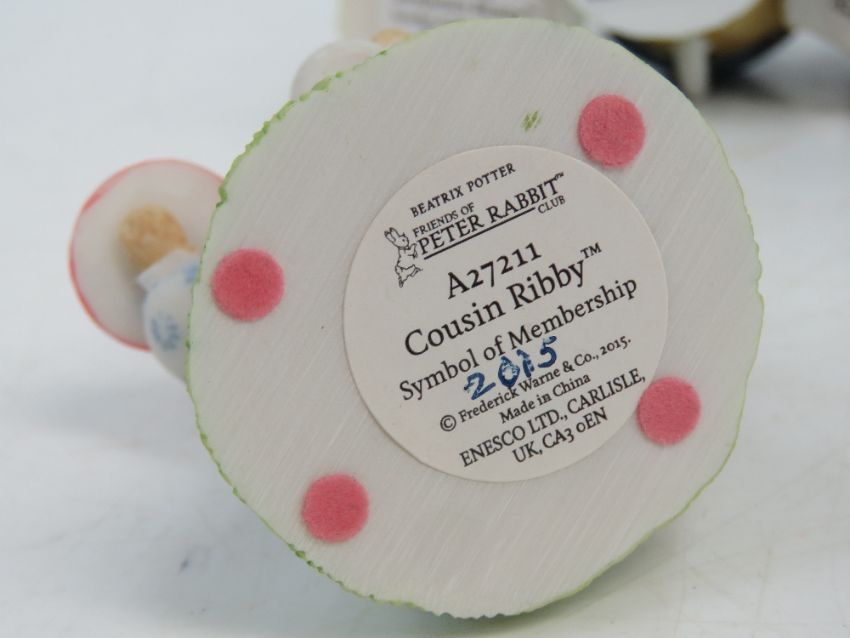 BEATRIX POTTER
FRIENDS OF
PETER RABBIT™
CLUB
A27211
Cousin Ribby™
Symbol of Membership
2015
© Frederick Warne & Co., 2015.
Made in China
ENESCO LTD., CARLISLE,
UK, CA3 0EN